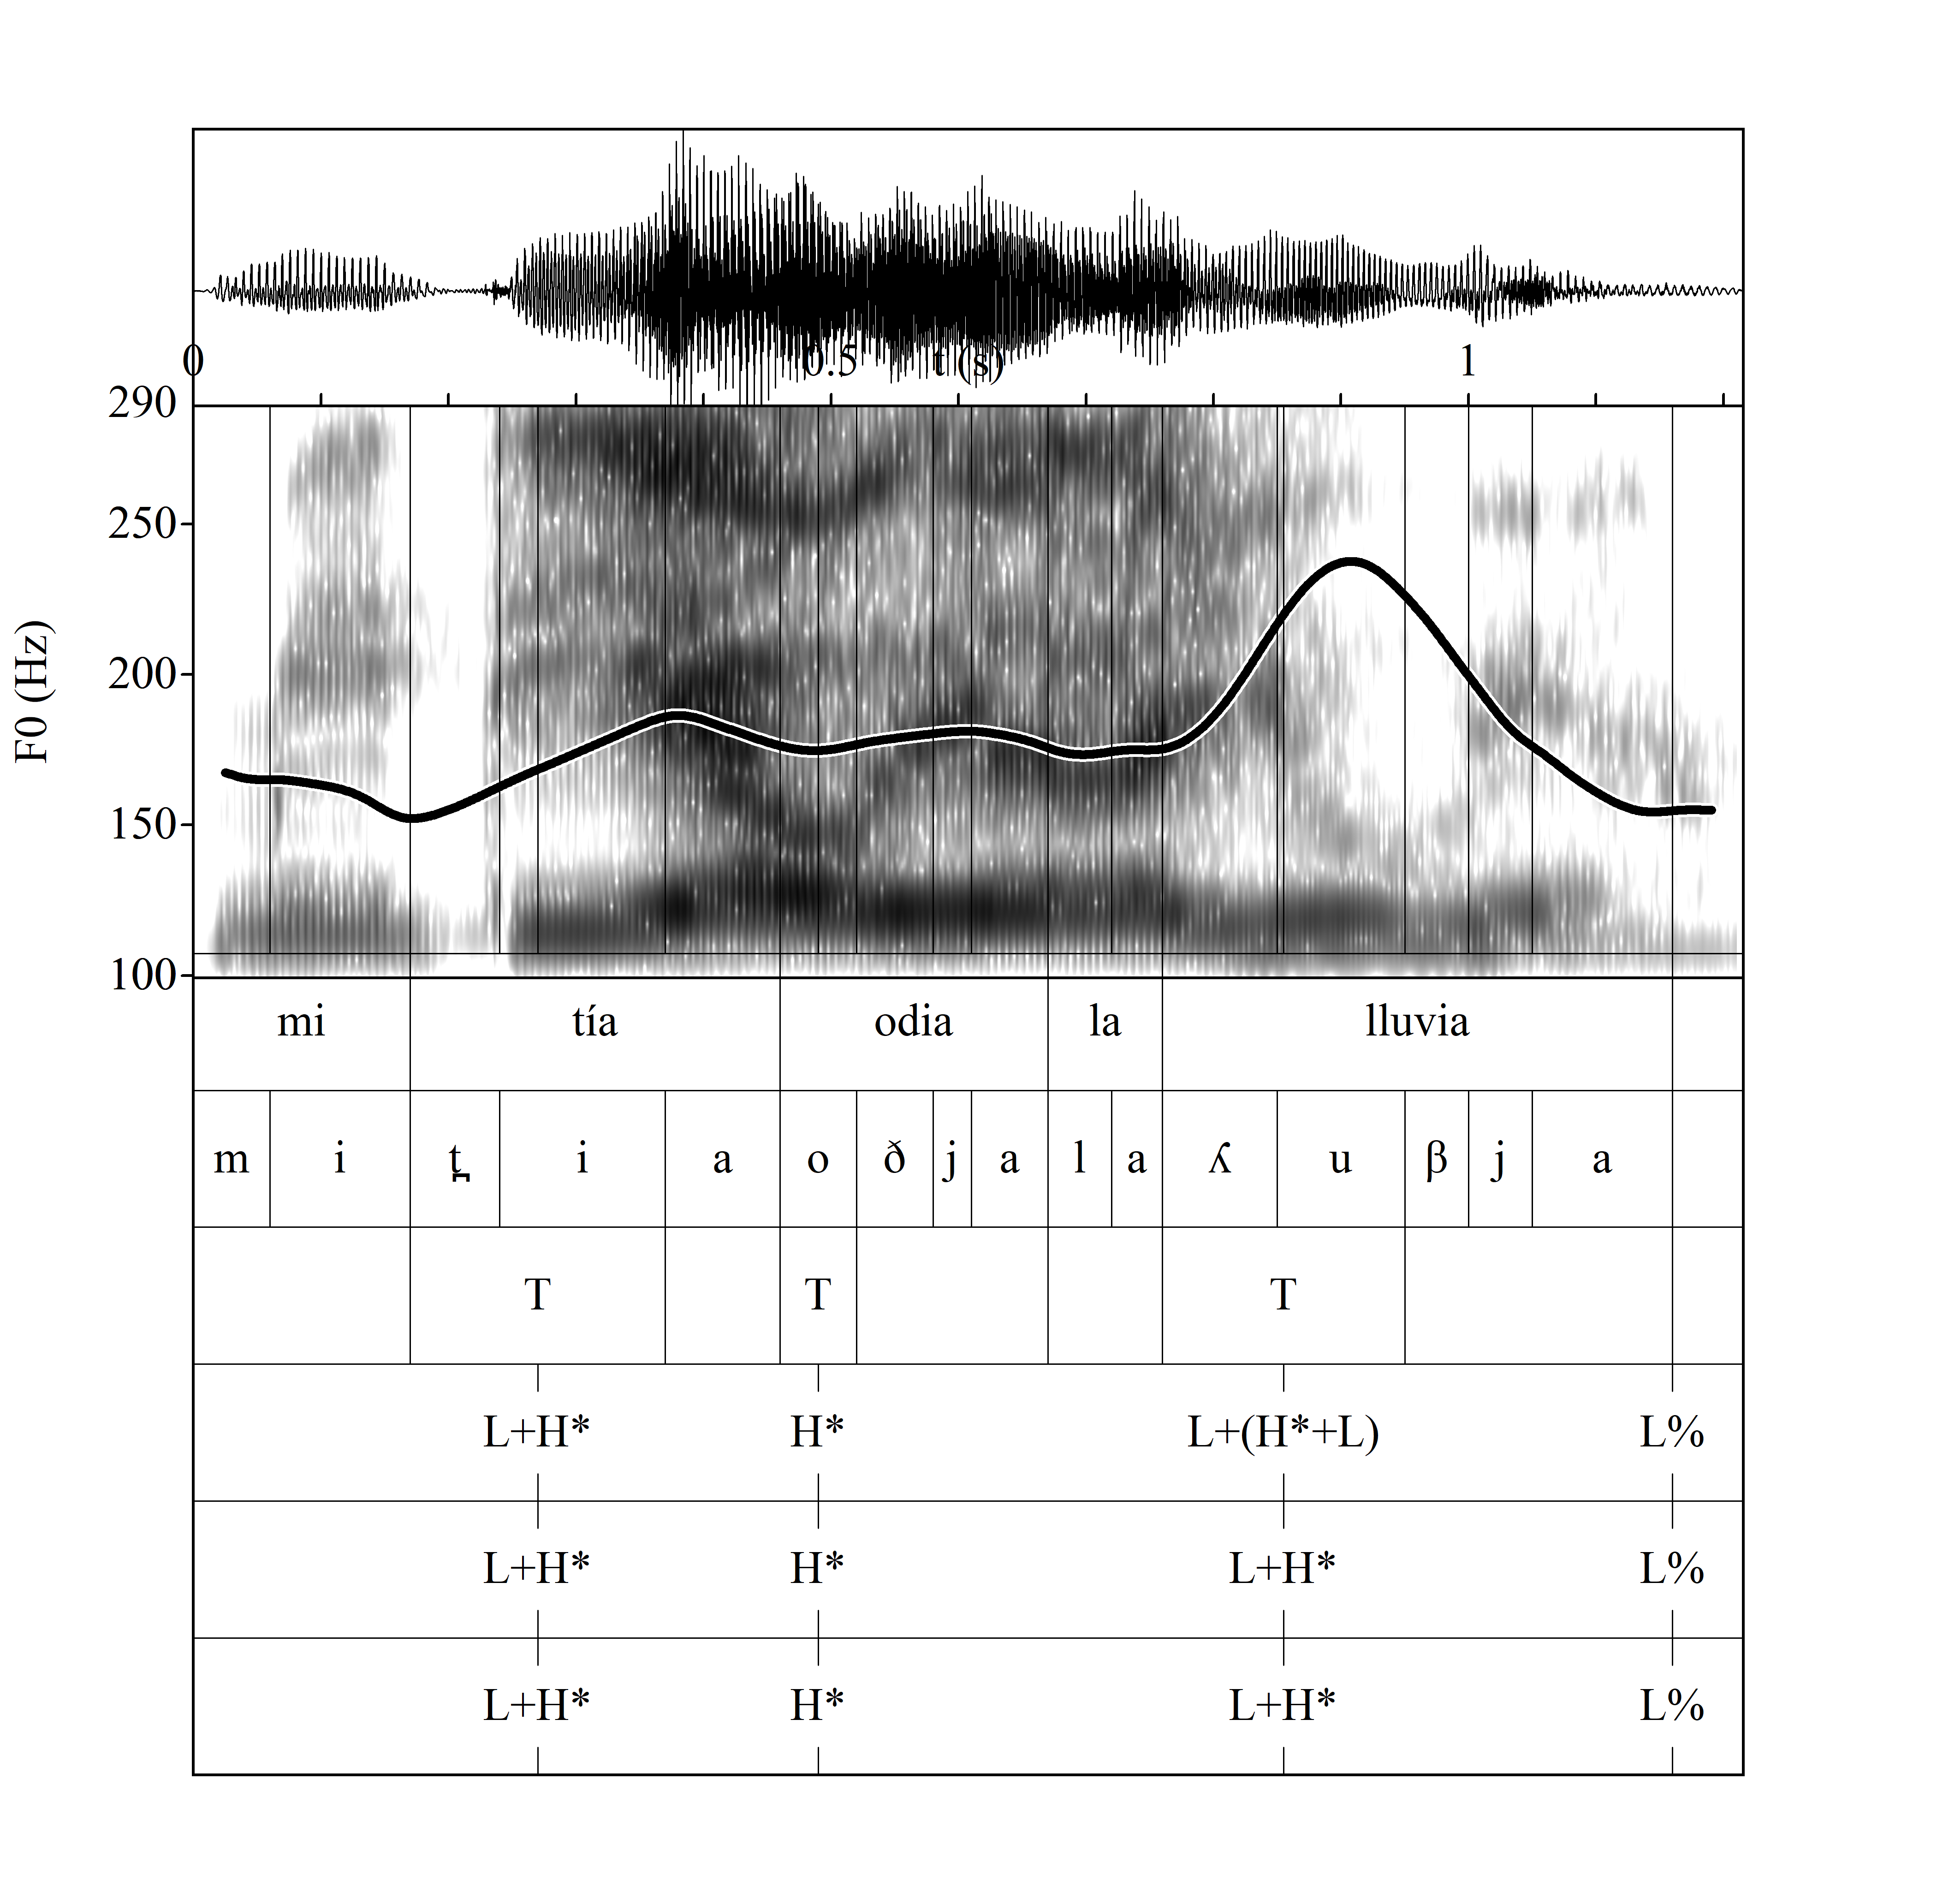 0 0.5 t (s) 1
290
250
200
150
100
F0 (Hz)
mi tía odia la lluvia
m i t̪ i a o ð j a l a ʎ u β j a
T T T
L+H* H* L+(H*+L) L%
L+H* H* L+H* L%
L+H* H* L+H* L%